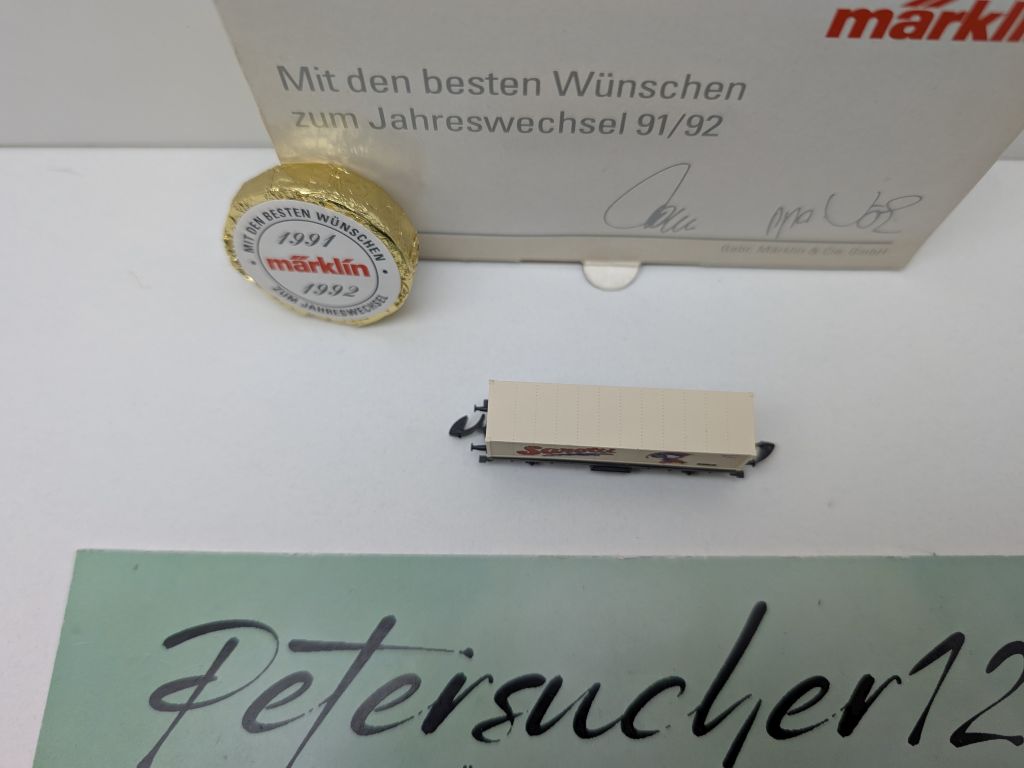 märklin
Mit den besten Wünschen
zum Jahreswechsel 91/92
Gebr. Märklin & Cie. GmbH
MIT DEN BESTEN WÜNSCHEN
1991
märklin
1992
ZUM JAHRESWECHSEL
Petersucher12